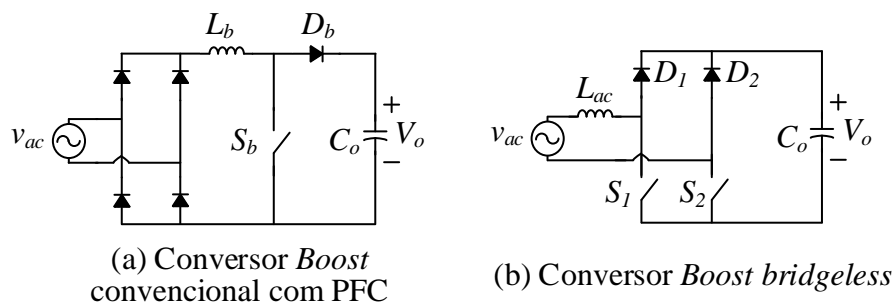 L_b
D_b
v_ac
S_b
C_o
+
V_o
−
(a) Conversor Boost
convencional com PFC
D_1
D_2
L_ac
v_ac
S_1
S_2
C_o
+
V_o
−
(b) Conversor Boost bridgeless